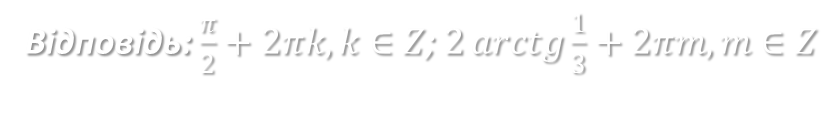 Відповідь: π/2 + 2πk, k ∈ Z; 2 arctg 1/3 + 2πm, m ∈ Z